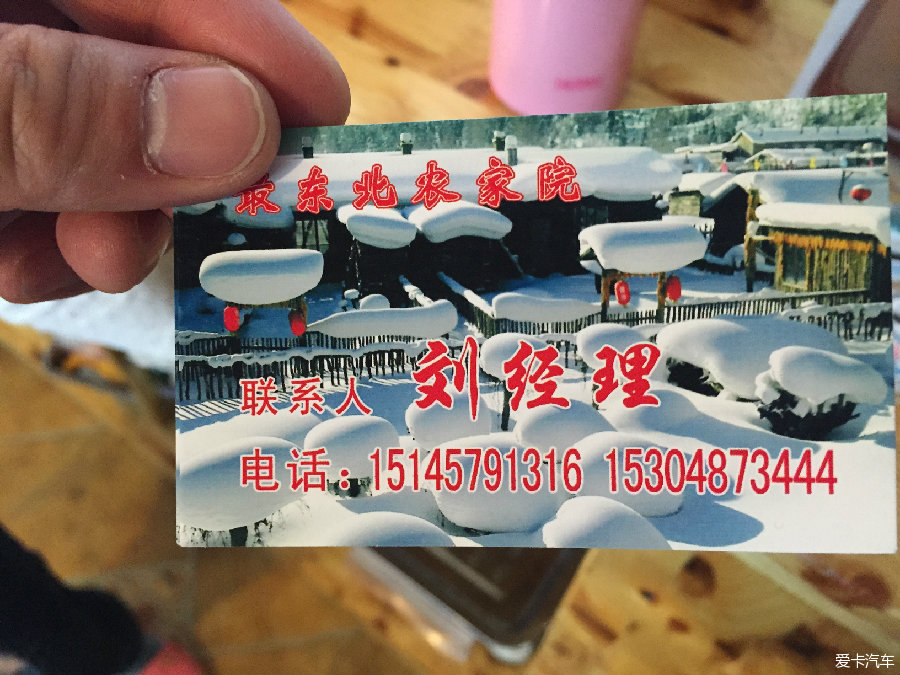 最东北农家院
联系人 刘经理
电话：15145791316 15304873444
爱卡汽车